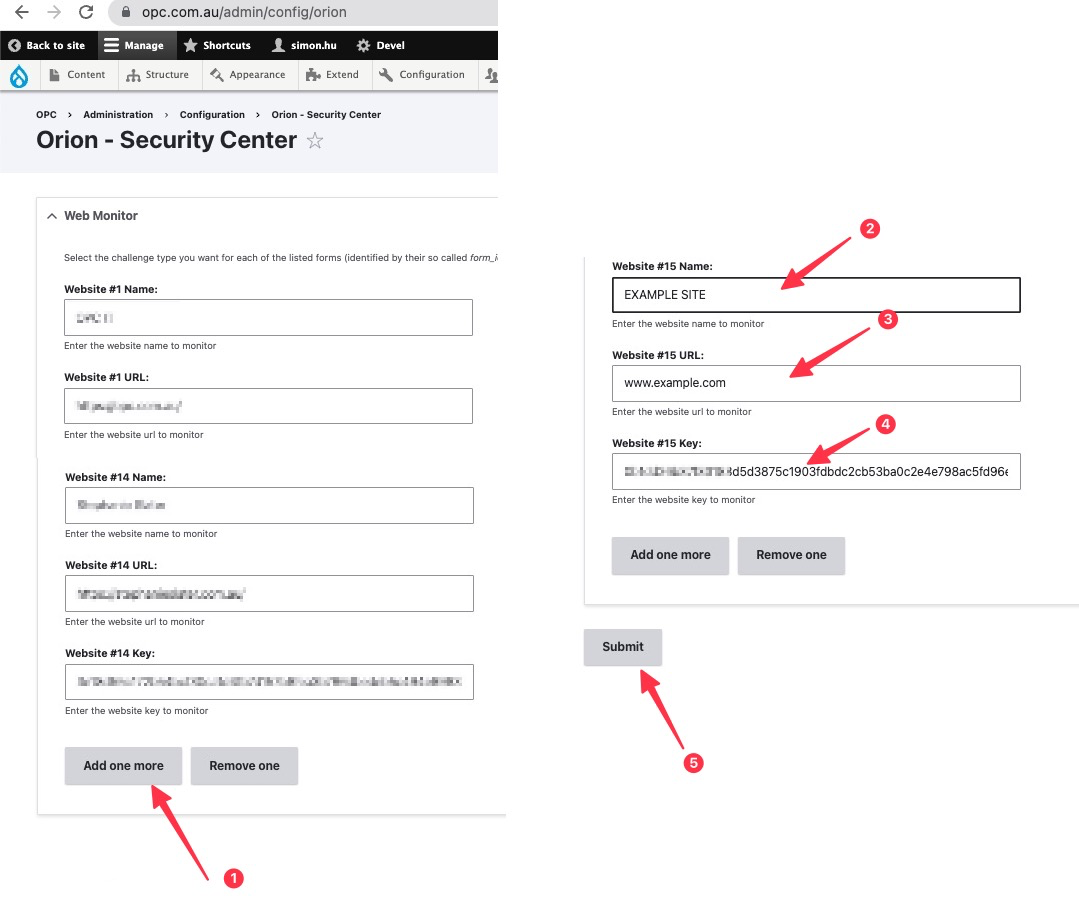 opc.com.au/admin/config/orion
Back to site Manage Shortcuts simon.hu Devel
Content Structure Appearance Extend Configuration
OPC › Administration › Configuration › Orion - Security Center
Orion - Security Center
Web Monitor
Select the challenge type you want for each of the listed forms (identified by their so called form_i
Website #1 Name:
Enter the website name to monitor
Website #1 URL:
Enter the website url to monitor
Website #14 Name:
Enter the website name to monitor
Website #14 URL:
Enter the website url to monitor
Website #14 Key:
Enter the website key to monitor
Add one more Remove one
1
2
Website #15 Name:
EXAMPLE SITE
Enter the website name to monitor
3
Website #15 URL:
www.example.com
Enter the website url to monitor
4
Website #15 Key:
d5d3875c1903fdbdc2cb53ba0c2e4e798ac5fd96e
Enter the website key to monitor
Add one more Remove one
Submit
5